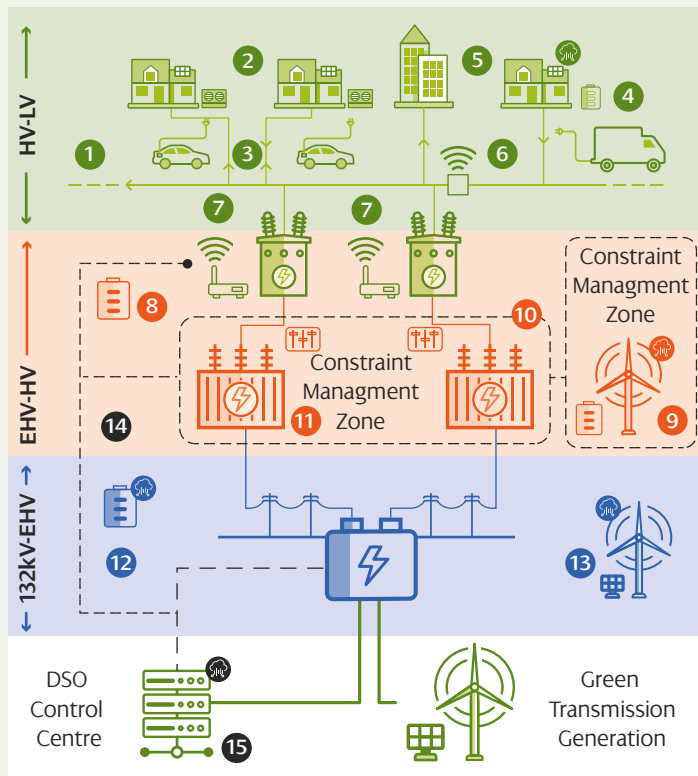 HV-LV
2
5
4
1
3
6
7
7
EHV-HV
8
10
Constraint
Managment
Zone
Constraint
Managment
Zone
11
9
14
132kV-EHV
12
13
DSO
Control
Centre
15
Green
Transmission
Generation